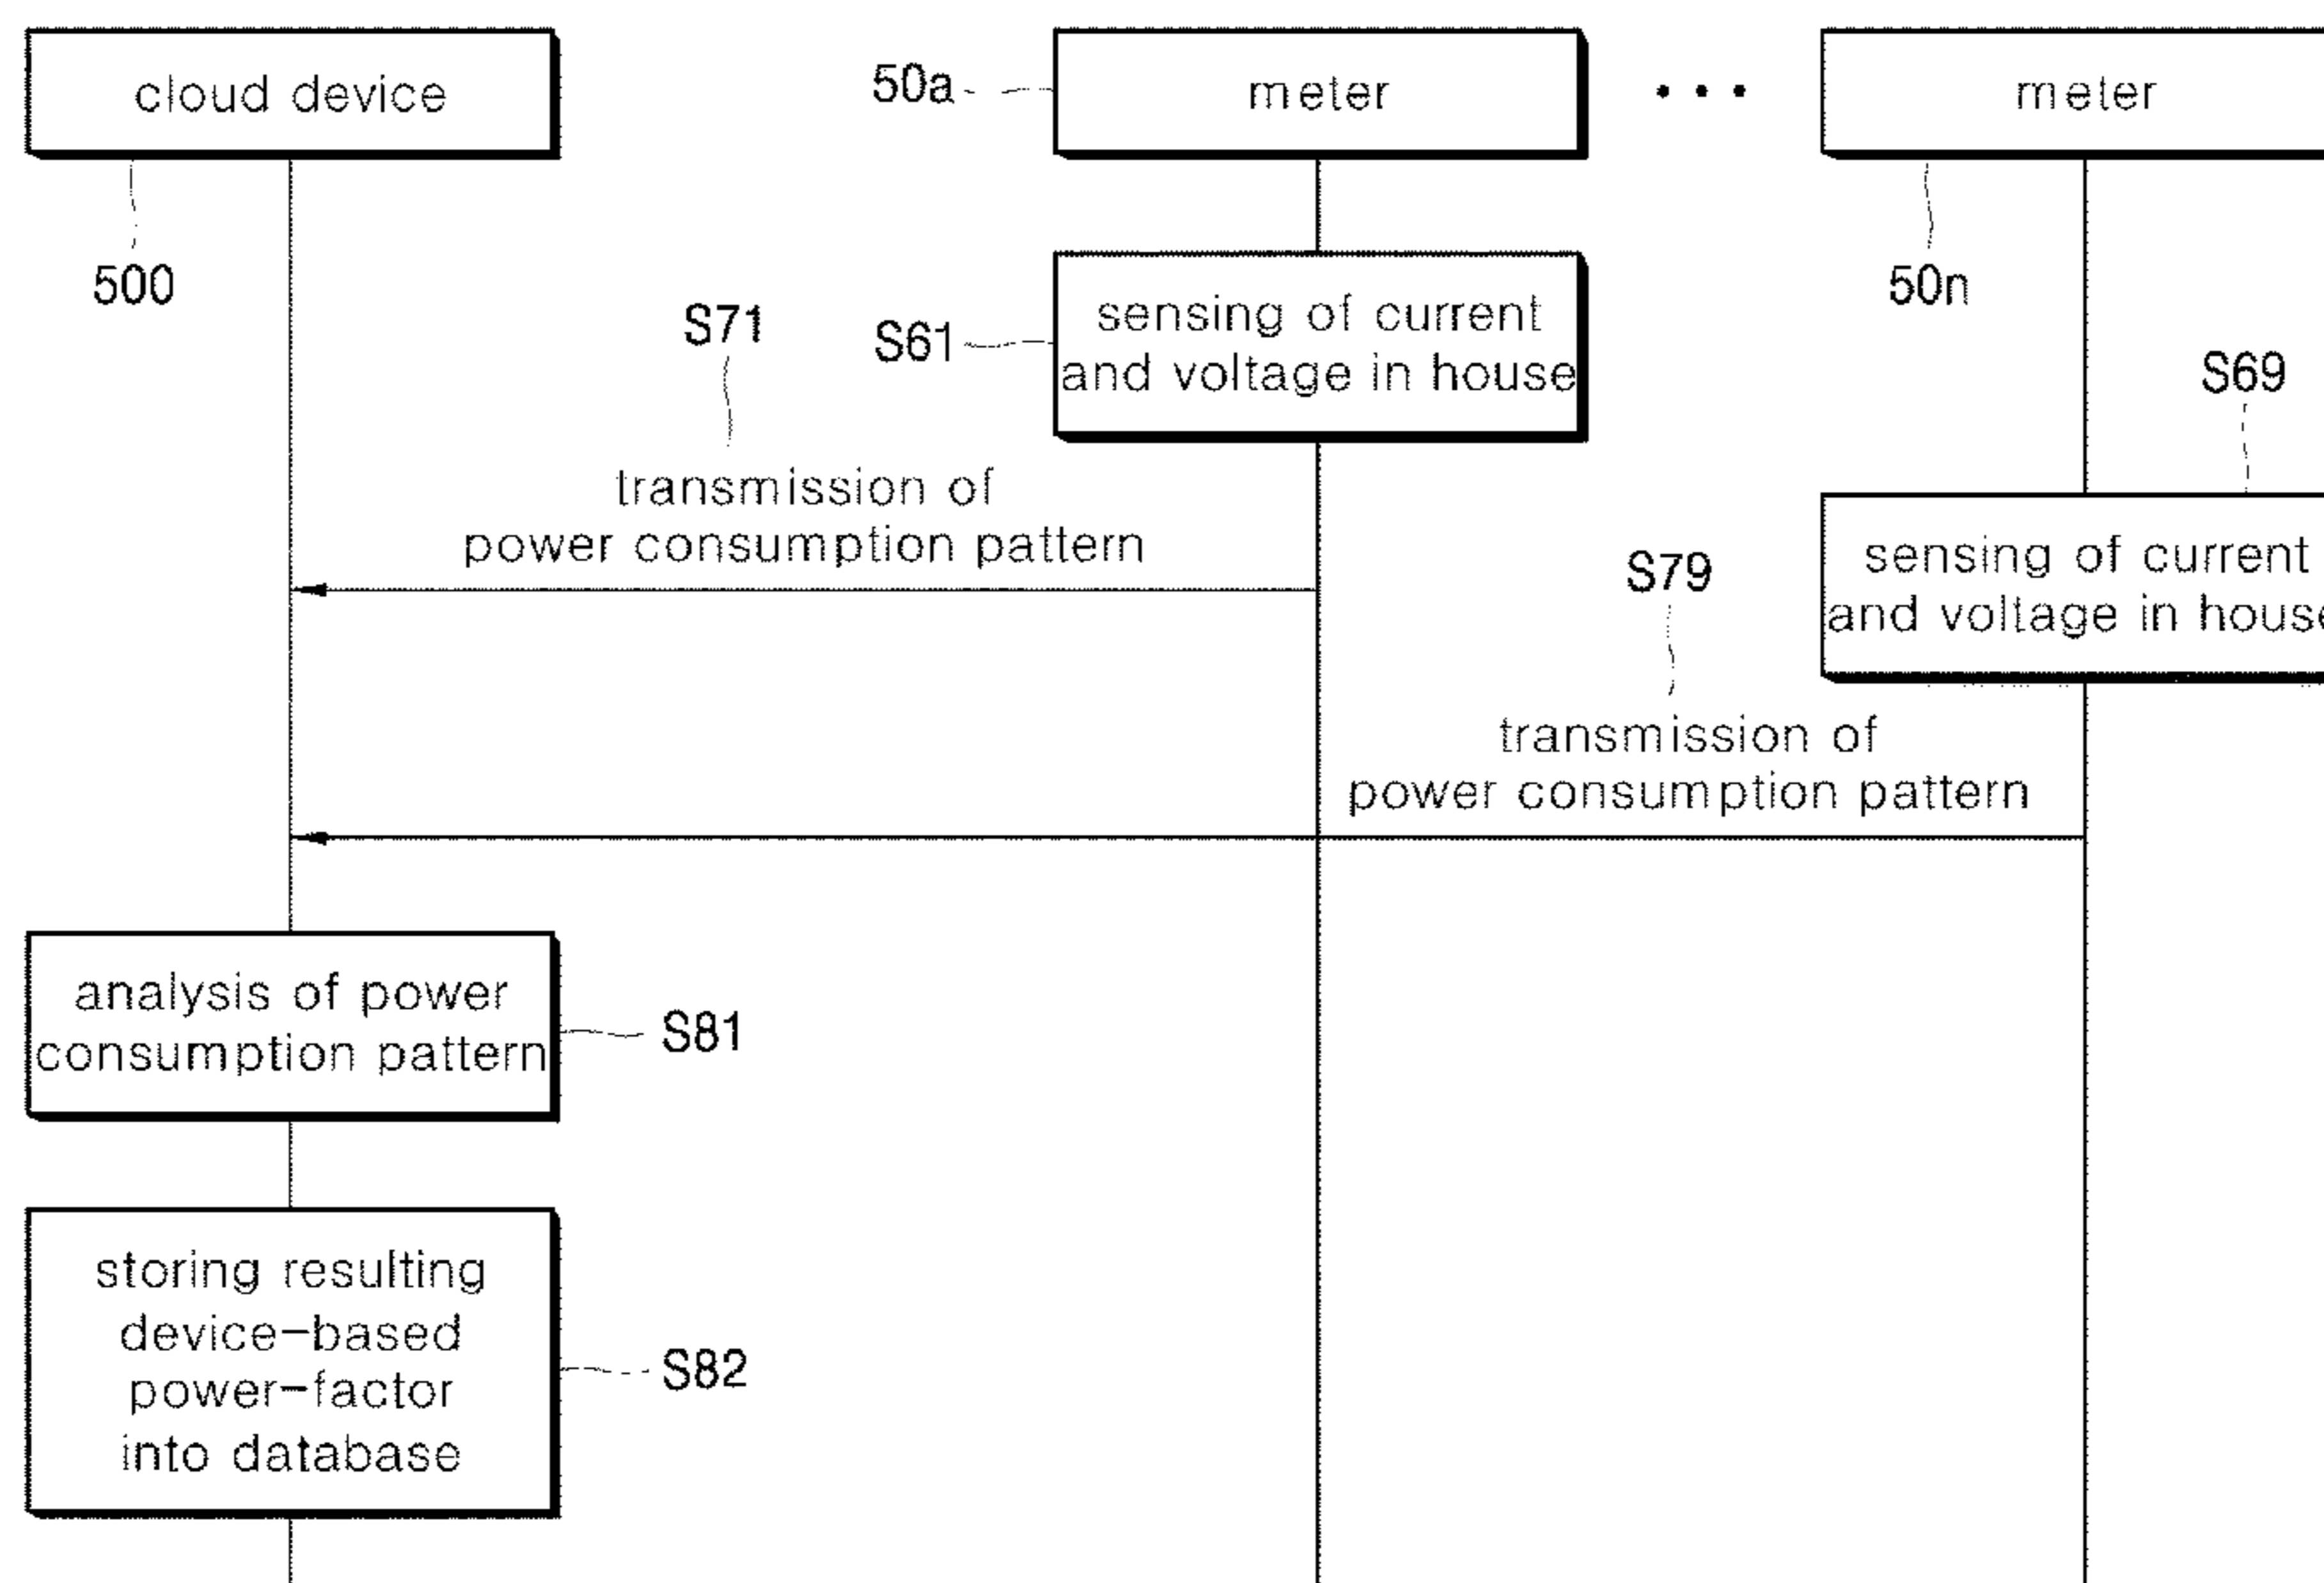 cloud device
50a
meter
• • •
meter
500
50n
S71
S61
sensing of current
and voltage in house
S69
transmission of
power consumption pattern
sensing of current
and voltage in house
S79
transmission of
power consumption pattern
analysis of power
consumption pattern
S81
storing resulting
device-based
power-factor
into database
S82